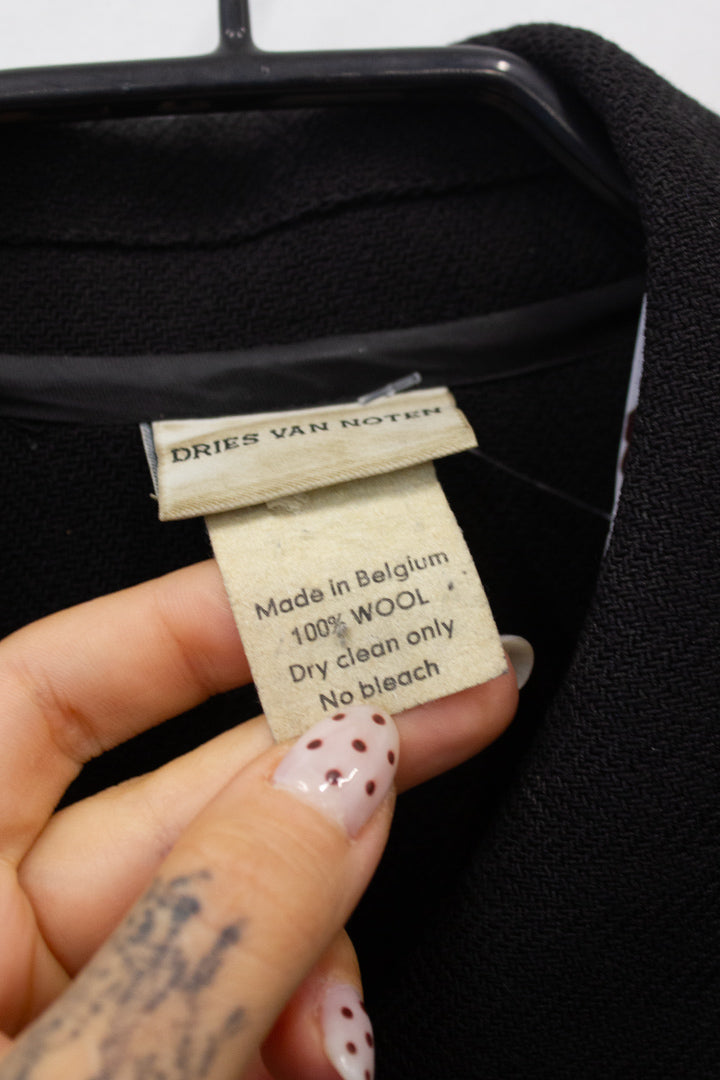 DRIES VAN NOTEN
Made in Belgium
100% WOOL
Dry clean only
No bleach